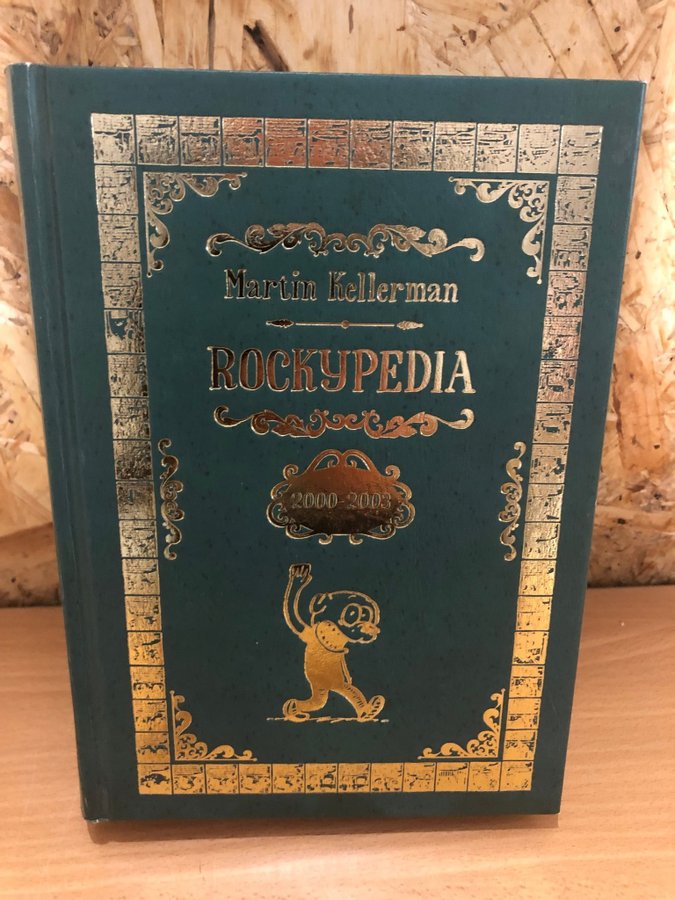 Martin Kellerman
ROCKYPEDIA
2000-2003